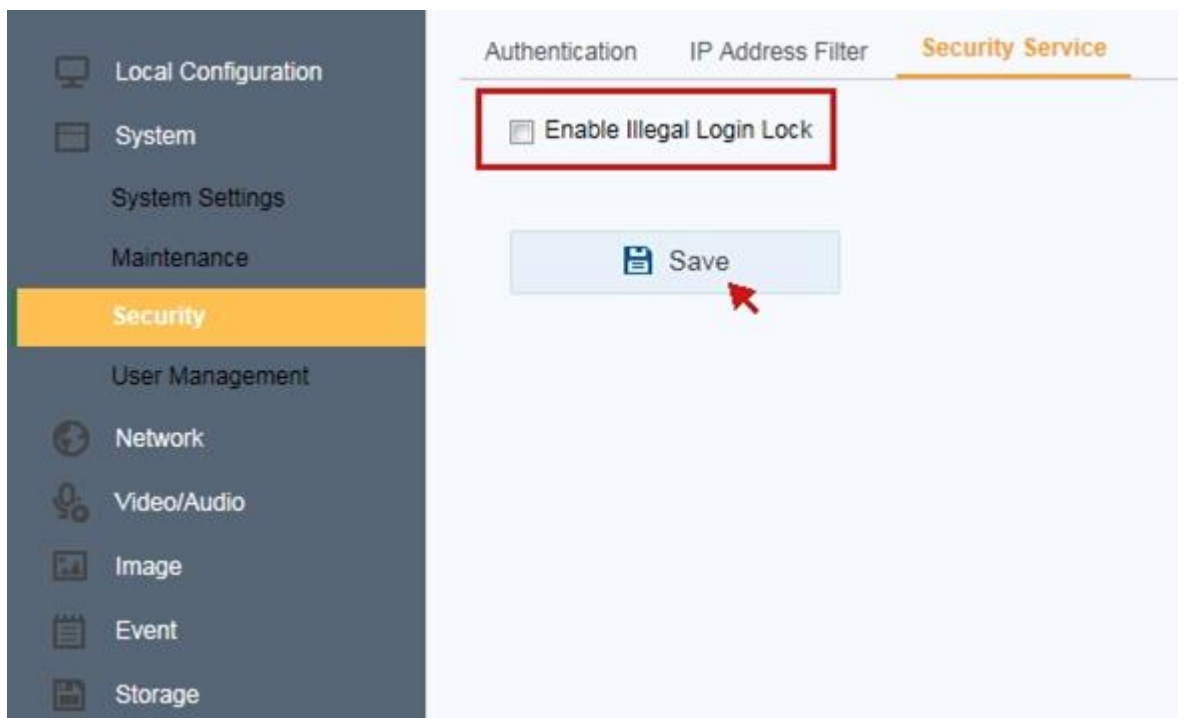 Local Configuration
System
System Settings
Maintenance
Security
User Management
Network
Video/Audio
Image
Event
Storage
Authentication IP Address Filter Security Service
Enable Illegal Login Lock
Save